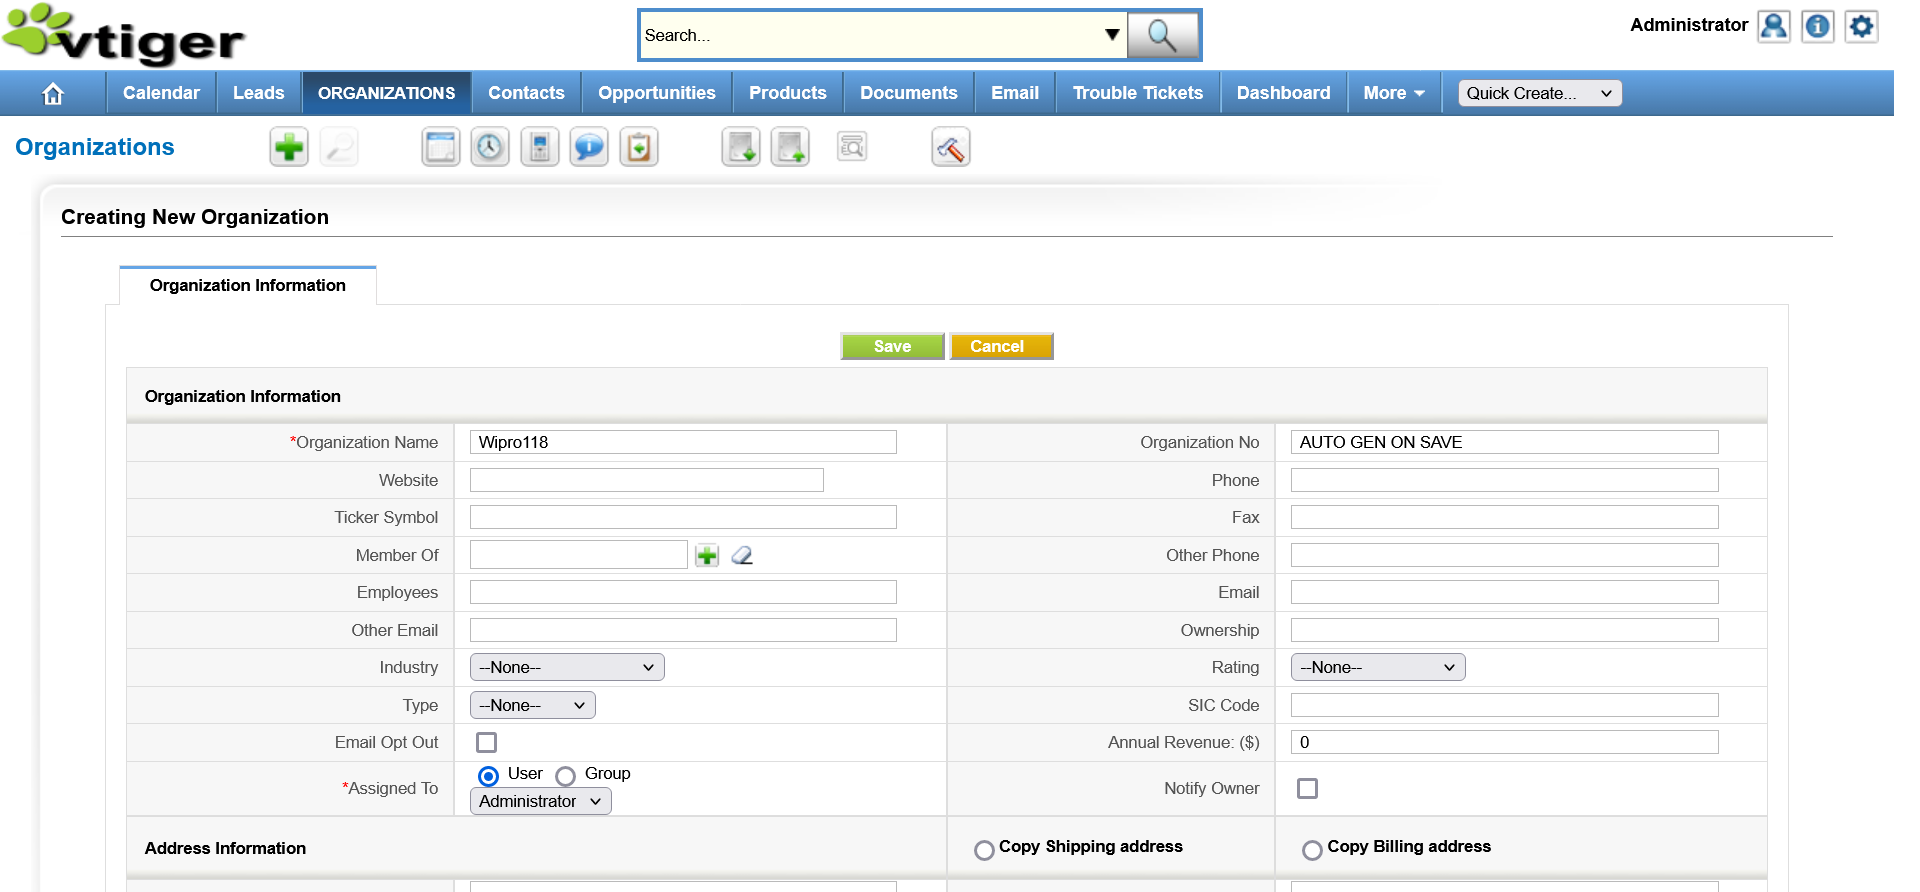 vtiger
Search...
Administrator
Calendar Leads ORGANIZATIONS Contacts Opportunities Products Documents Email Trouble Tickets Dashboard More Quick Create...
Organizations
Creating New Organization
Organization Information
Save Cancel
Organization Information
*Organization Name Wipro118 Organization No AUTO GEN ON SAVE
Website Phone
Ticker Symbol Fax
Member Of Other Phone
Employees Email
Other Email Ownership
Industry --None-- Rating --None--
Type --None-- SIC Code
Email Opt Out Annual Revenue: ($) 0
*Assigned To User Group Notify Owner
Administrator
Address Information Copy Shipping address Copy Billing address